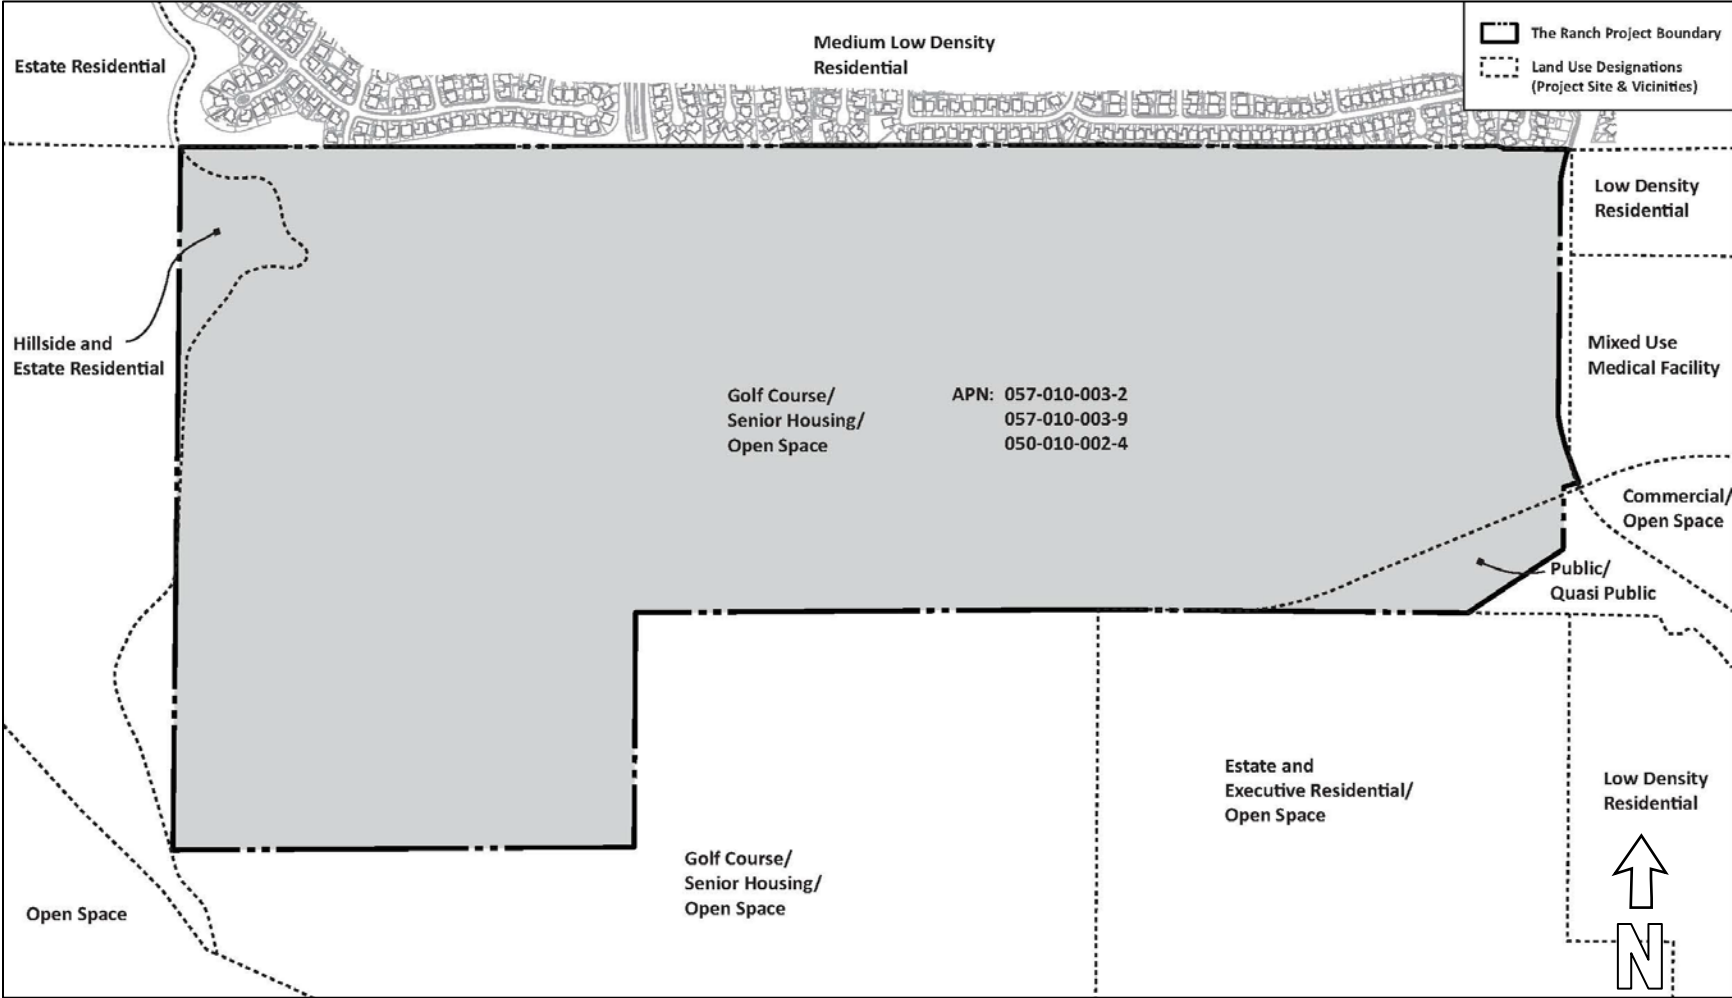 Estate Residential
Medium Low Density
Residential
The Ranch Project Boundary
Land Use Designations
(Project Site & Vicinities)
Low Density
Residential
Hillside and
Estate Residential
Mixed Use
Medical Facility
Golf Course/
Senior Housing/
Open Space
APN: 057-010-003-2
057-010-003-9
050-010-002-4
Commercial/
Open Space
Public/
Quasi Public
Estate and
Executive Residential/
Open Space
Low Density
Residential
Golf Course/
Senior Housing/
Open Space
Open Space
N